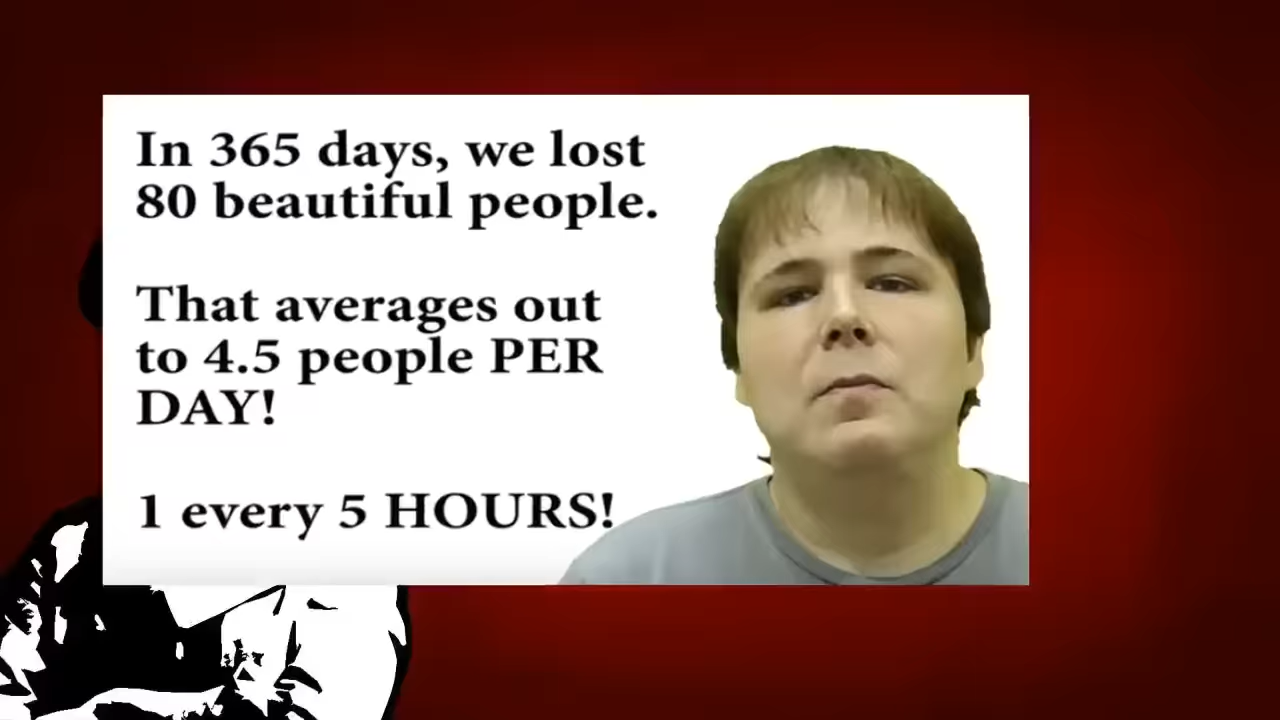 In 365 days, we lost
80 beautiful people.
That averages out
to 4.5 people PER
DAY!
1 every 5 HOURS!